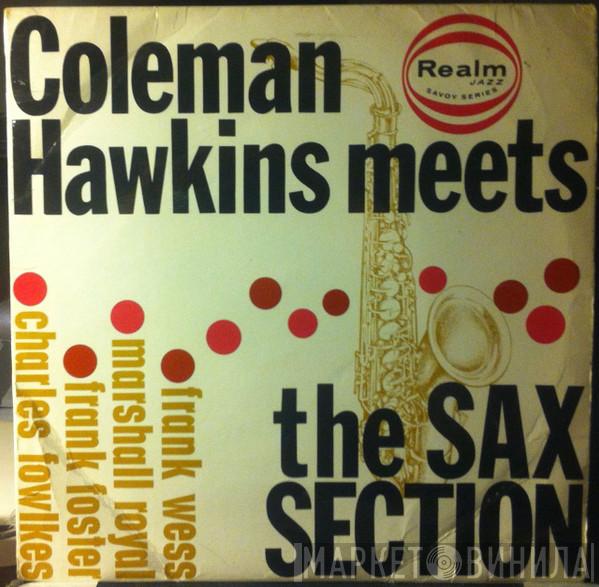 Coleman
Hawkins meets
Realm
JAZZ
SAVOY SERIES
charles fowlkes
frank foster
marshall royal
frank wess
the SAX
SECTION
МАРКЕТ ВИНИЛА